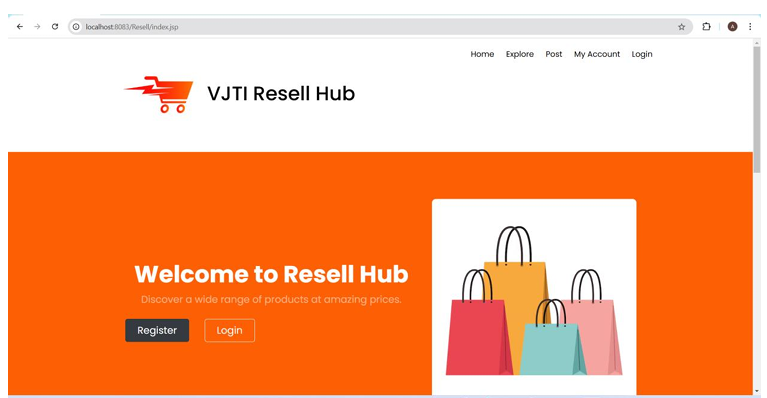 localhost:8083/Resell/index.jsp
A
Home Explore Post My Account Login
VJTI Resell Hub
Welcome to Resell Hub
Discover a wide range of products at amazing prices.
Register Login